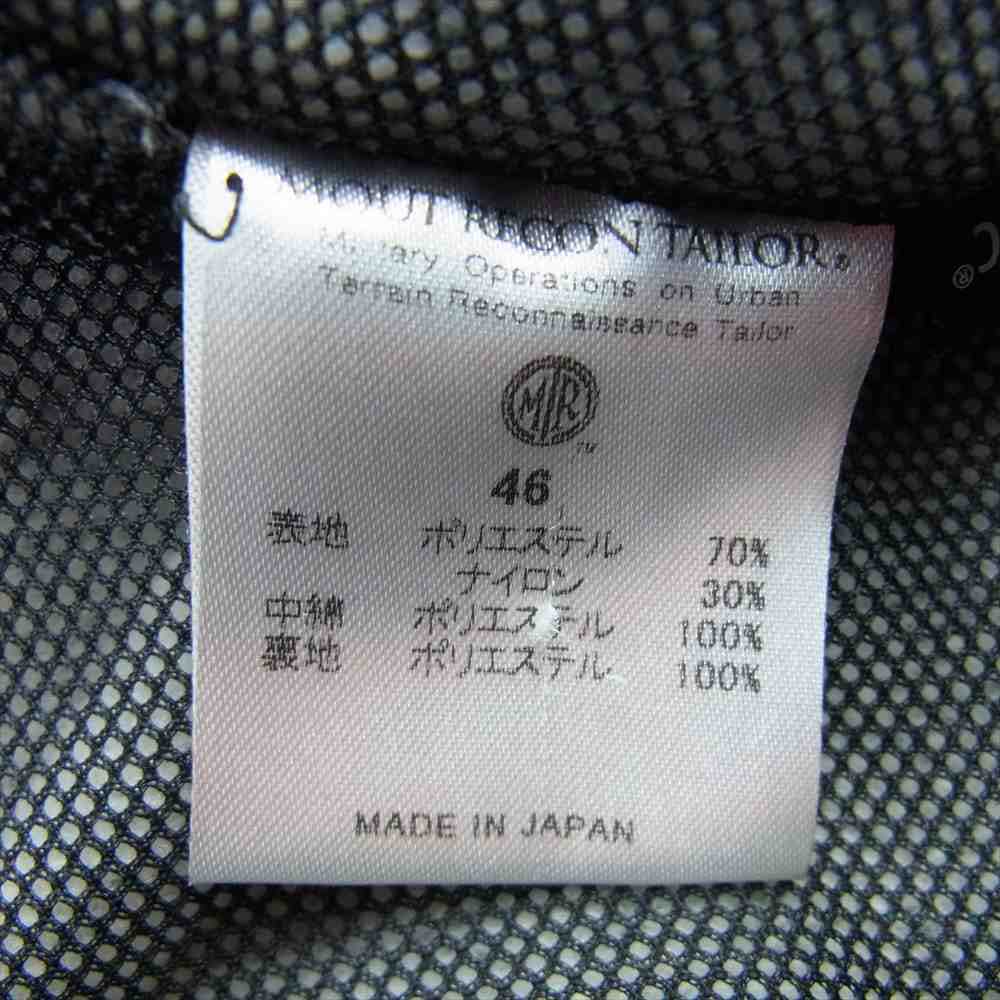 MOUT RECON TAILOR®
Military Operations on Urban
Terrain Reconnaissance Tailor
MTR
TM
46
表地 ポリエステル 70%
ナイロン 30%
中綿 ポリエステル 100%
裏地 ポリエステル 100%
MADE IN JAPAN
®